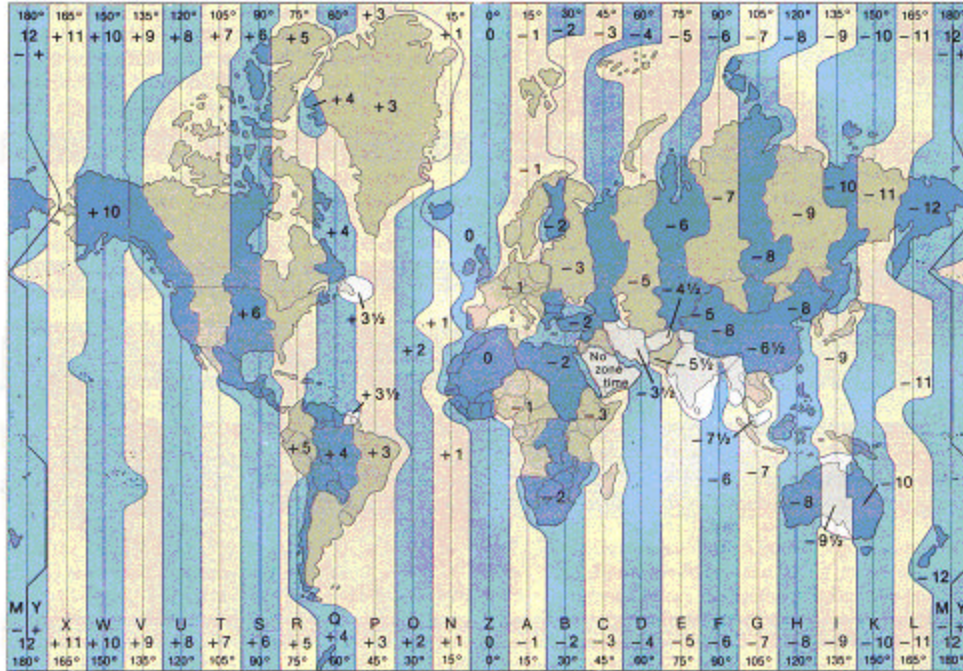 180° 165° 150° 135° 120° 105° 90° 75° 60° +3 15° 0° 15° 30° 45° 60° 75° 90° 105° 120° 135° 150° 165° 180°
12 +11 +10 +9 +8 +7 +6 +5 +1 0 -1 -2 -3 -4 -5 -6 -7 -8 -9 -10 -11 12
- + - +
+4 +3
-1
-7 -10 -11
+10 -9 -12
+4 0 -2 -6
-3 -8
-1 -5 -4½
+6 +3½ +1 -2 -5 -8
+2 -6 -6½
0 -2 No zone time -5½ -9
-3½ -11
+3½
-1 -3
-7½
+5 +4 +3 +1 -6 -7
-2 -8 -10
-9½
-12
M Y X W V U T S R Q P O N Z A B C D E F G H I K L M Y
- + +11 +10 +9 +8 +7 +6 +5 +4 +3 +2 +1 0 -1 -2 -3 -4 -5 -6 -7 -8 -9 -10 -11 - +
12 12
180° 165° 150° 135° 120° 105° 90° 75° 60° 45° 30° 15° 0° 15° 30° 45° 60° 75° 90° 105° 120° 135° 150° 165° 180°